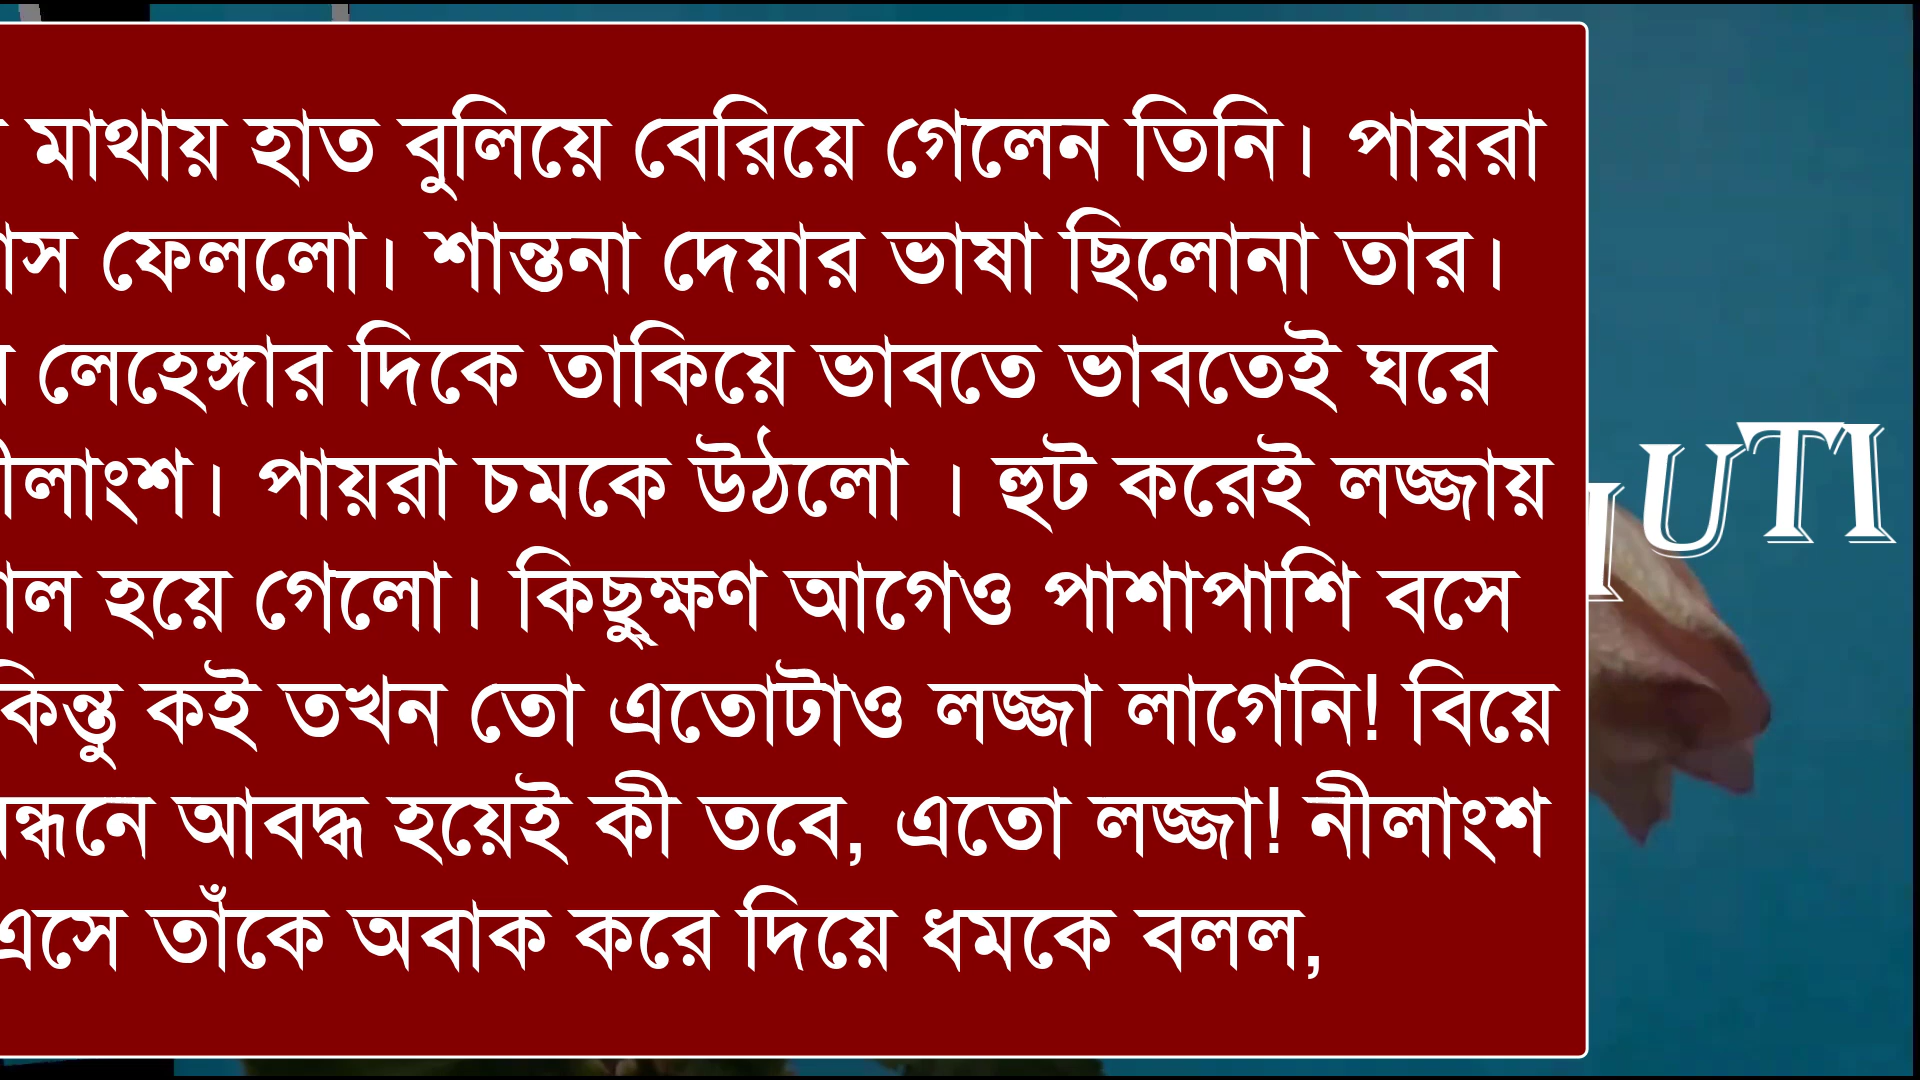 মাথায় হাত বুলিয়ে বেরিয়ে গেলেন তিনি। পায়রা
ফেললো। শান্তনা দেয়ার ভাষা ছিলোনা তার।
লেহেঙ্গার দিকে তাকিয়ে ভাবতে ভাবতেই ঘরে
নীলাংশ। পায়রা চমকে উঠলো । হুট করেই লজ্জায়
হয়ে গেলো। কিছুক্ষণ আগেও পাশাপাশি বসে
কিন্তু কই তখন তো এতোটাও লজ্জা লাগেনি! বিয়ে
আবদ্ধ হয়েই কী তবে, এতো লজ্জা! নীলাংশ
এসে তাঁকে অবাক করে দিয়ে ধমকে বলল,
UTI